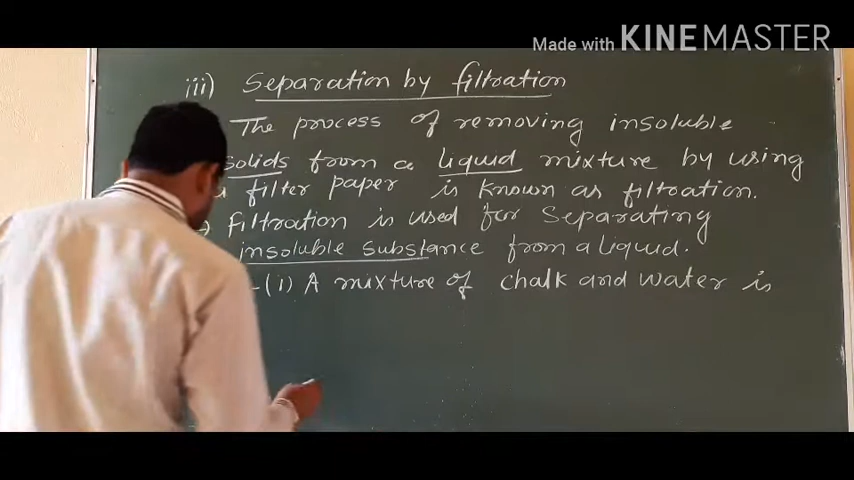 Made with KINEMASTER
iii) Separation by filtration
The process of removing insoluble
solids from a liquid mixture by using
filter paper is known as filtration.
filtration is used for Separating
insoluble substance from a liquid.
-(1) A mixture of chalk and water is